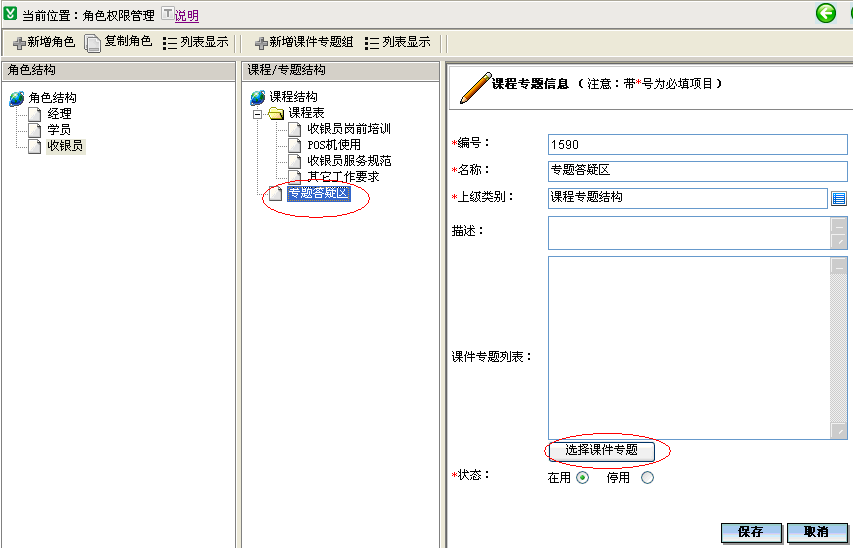 当前位置：角色权限管理 T说明
新增角色 复制角色 列表显示 新增课件专题组 列表显示
角色结构
角色结构
经理
学员
收银员
课程/专题结构
课程结构
课程表
收银员岗前培训
POS机使用
收银员服务规范
其它工作要求
专题答疑区
课程专题信息（注意：带*号为必填项目）
*编号： 1590
*名称： 专题答疑区
*上级类别： 课程专题结构
描述：
课件专题列表：
选择课件专题
*状态： 在用 停用
保存 取消